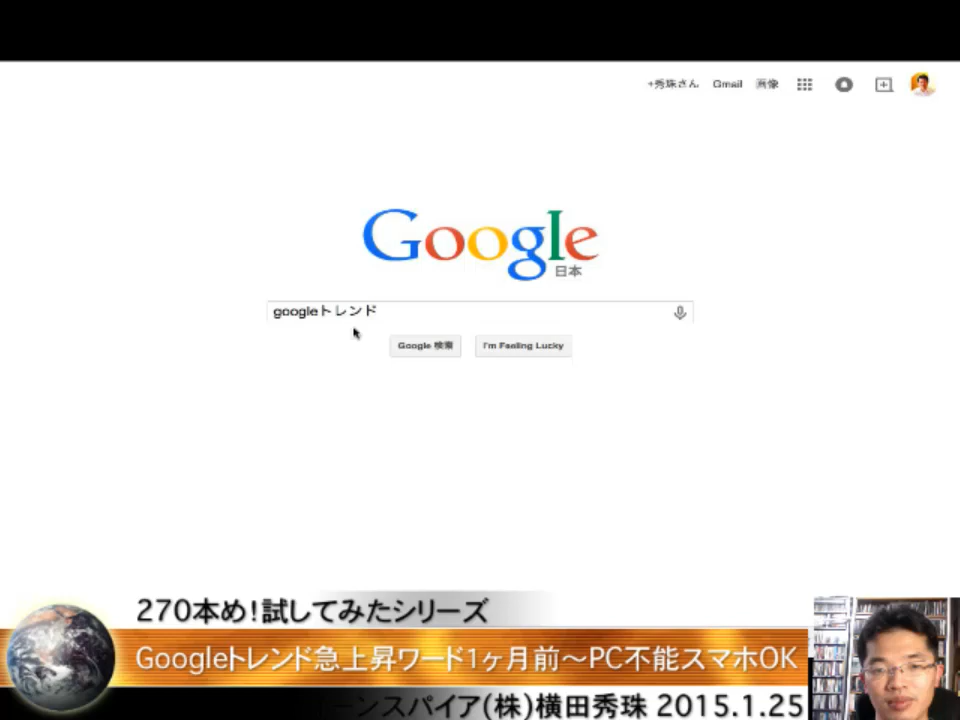 +秀珠さん Gmail 画像
Google
日本
googleトレンド
Google 検索 I'm Feeling Lucky
270本め!試してみたシリーズ
Googleトレンド急上昇ワード1ヶ月前～PC不能スマホOK
ーンスパイア(株)横田秀珠 2015.1.25